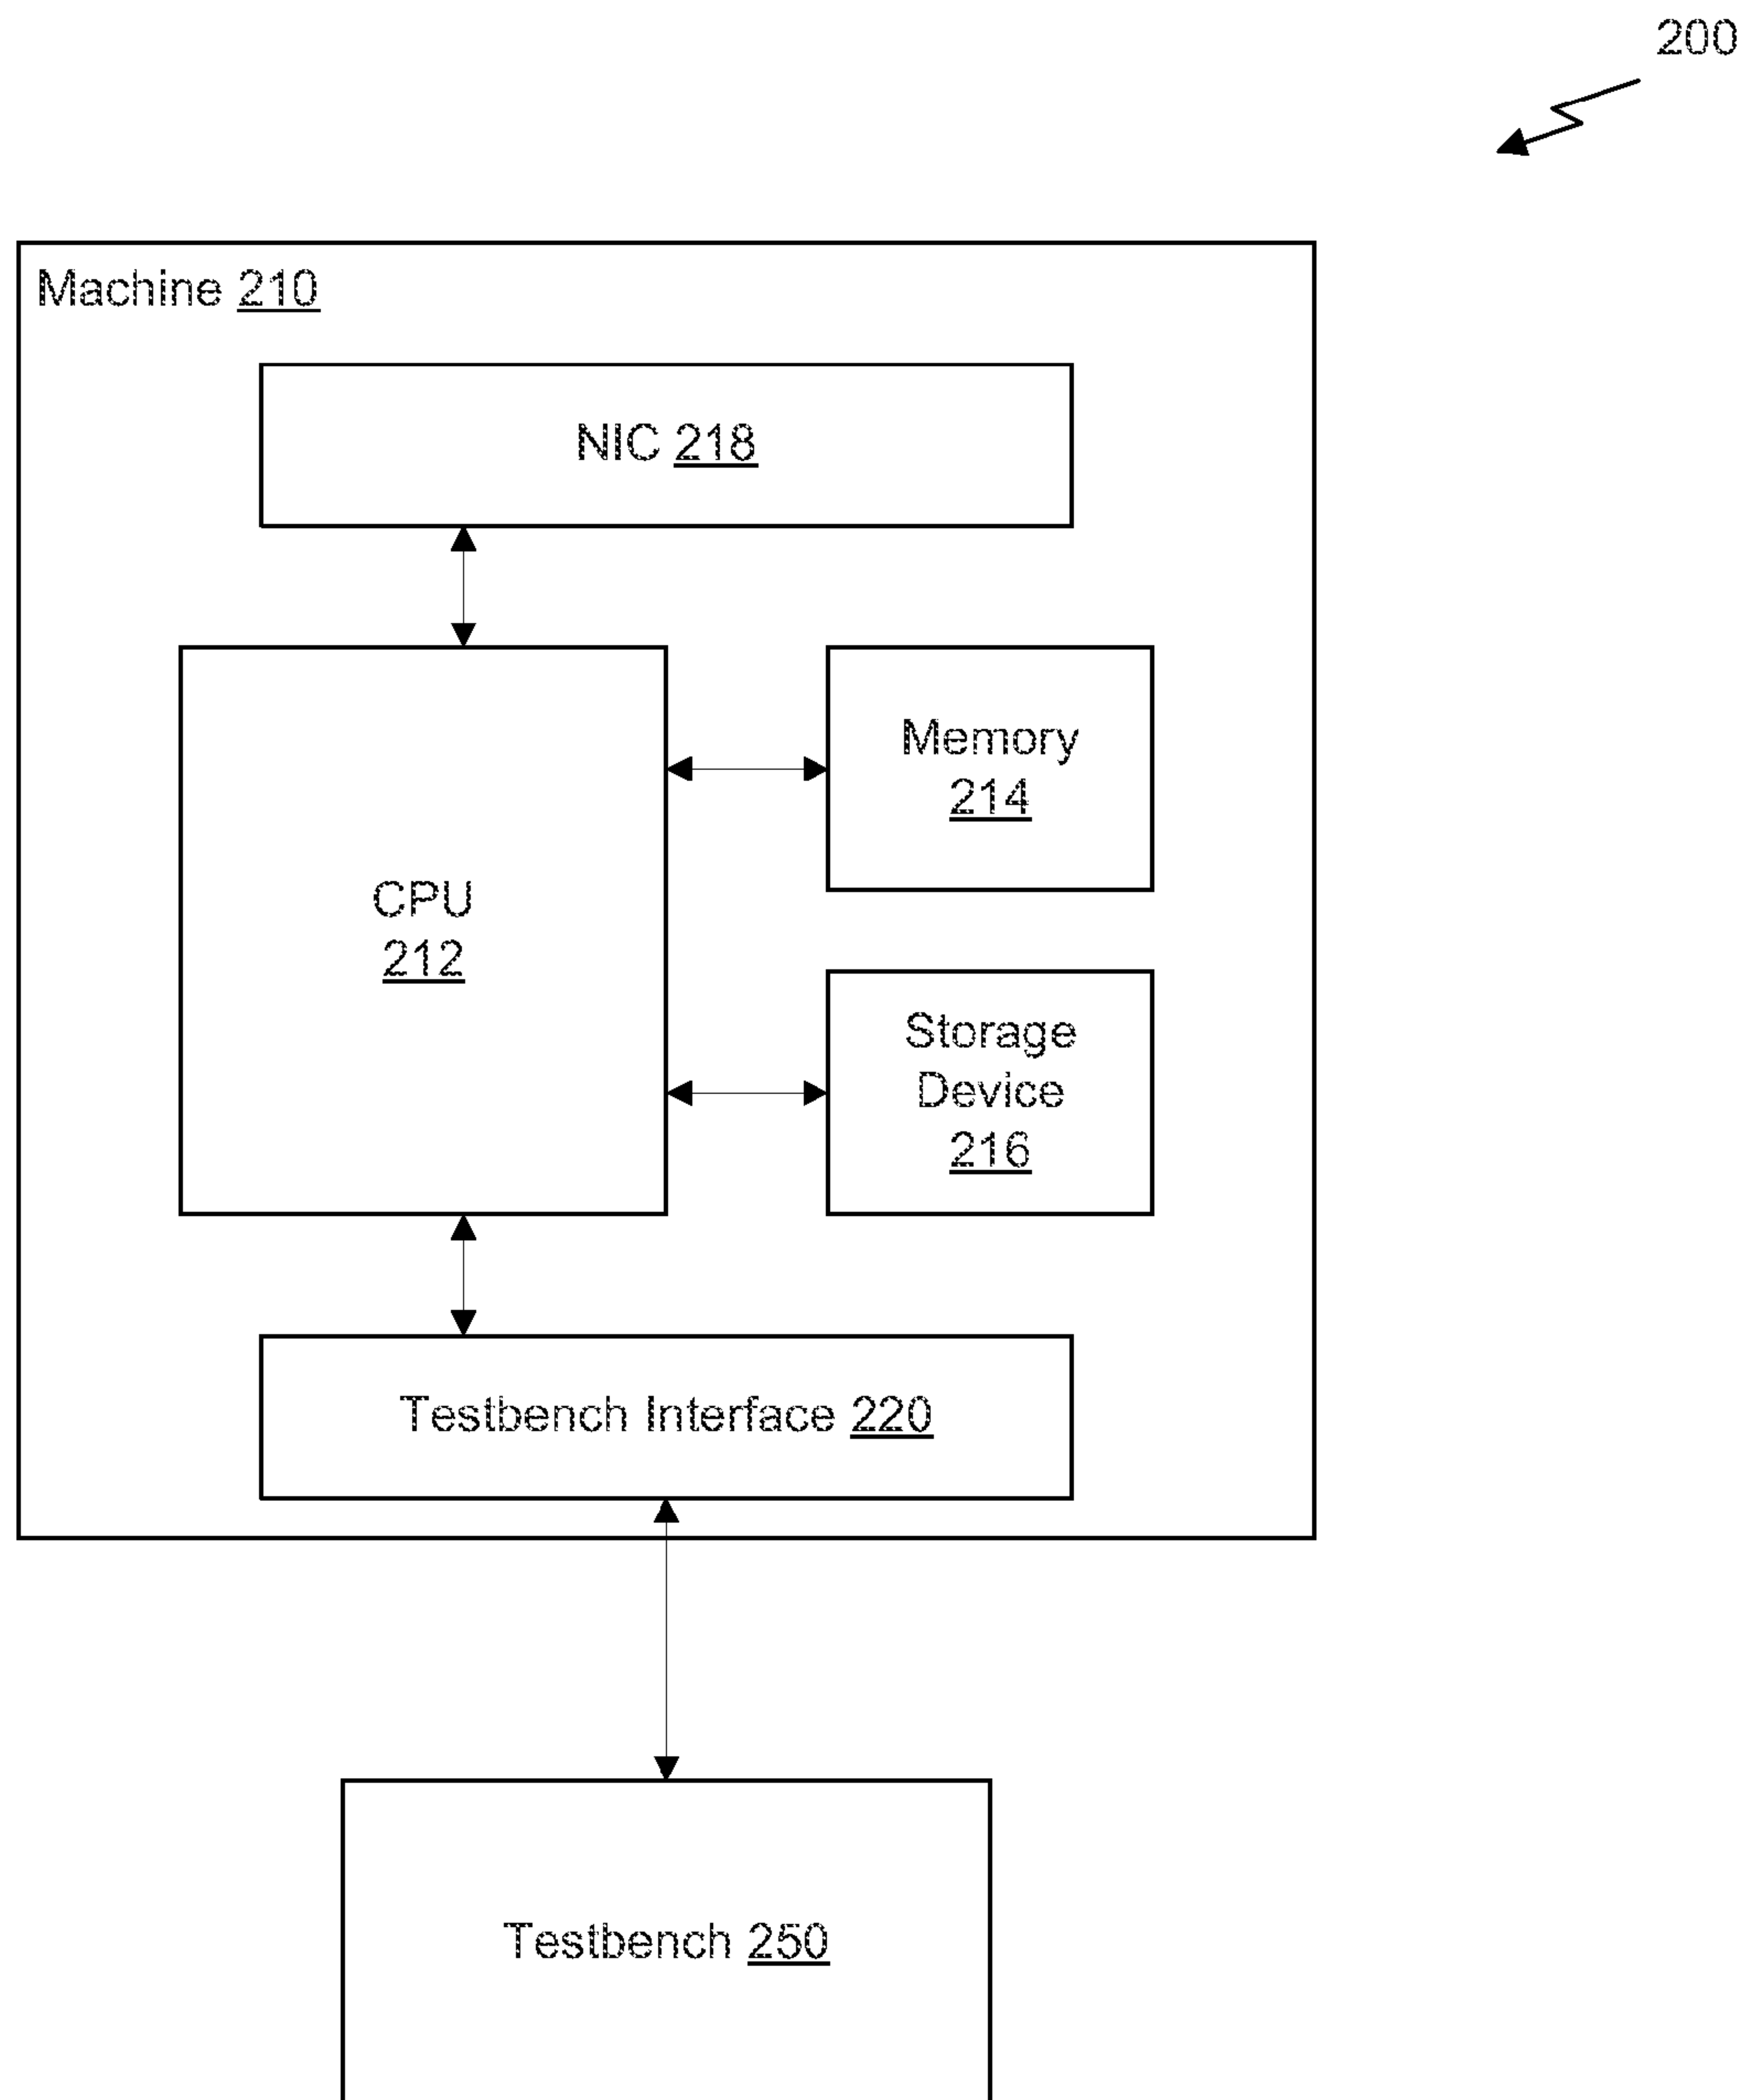 200
Machine 210
NIC 218
Memory
214
CPU
212
Storage
Device
216
Testbench Interface 220
Testbench 250